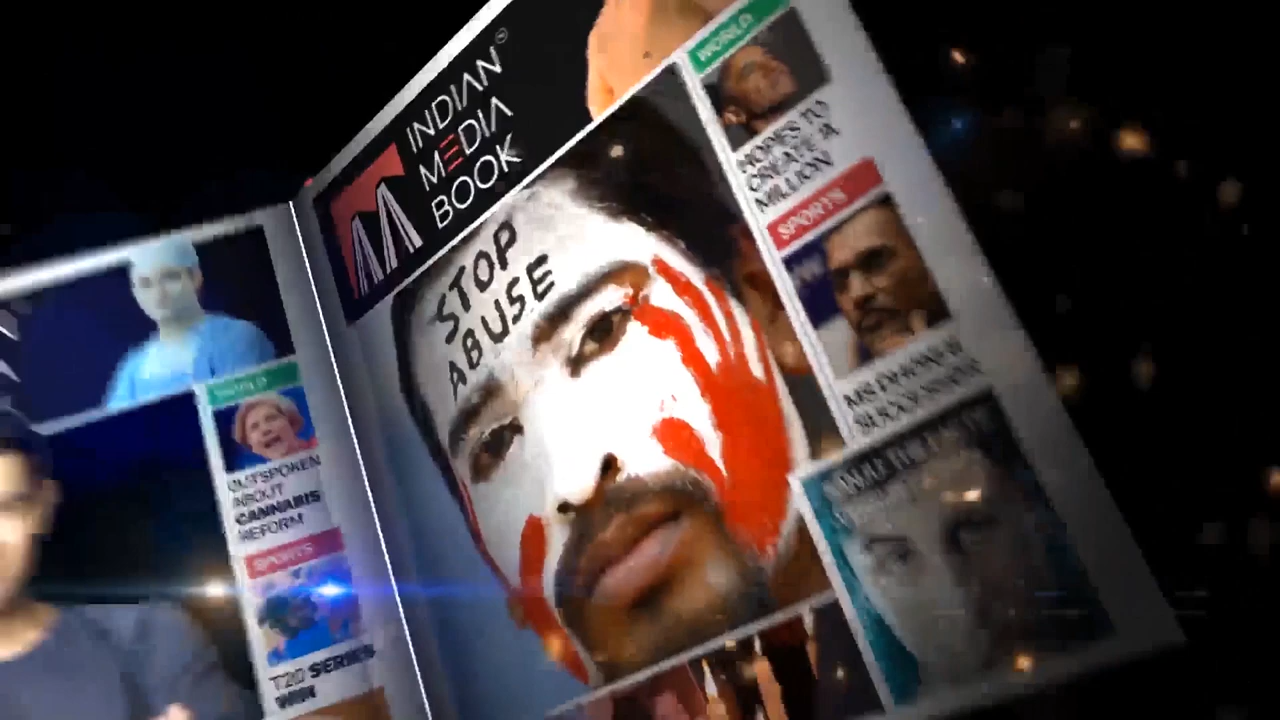 WORLD
OUTSPOKEN
ABOUT
CANNABIS
REFORM
SPORTS
T20 SERIES
WIN
INDIAN
MEDIA
BOOK
STOP
ABUSE
WORLD
HOPES TO
CREATE A
MILLION
SPORTS